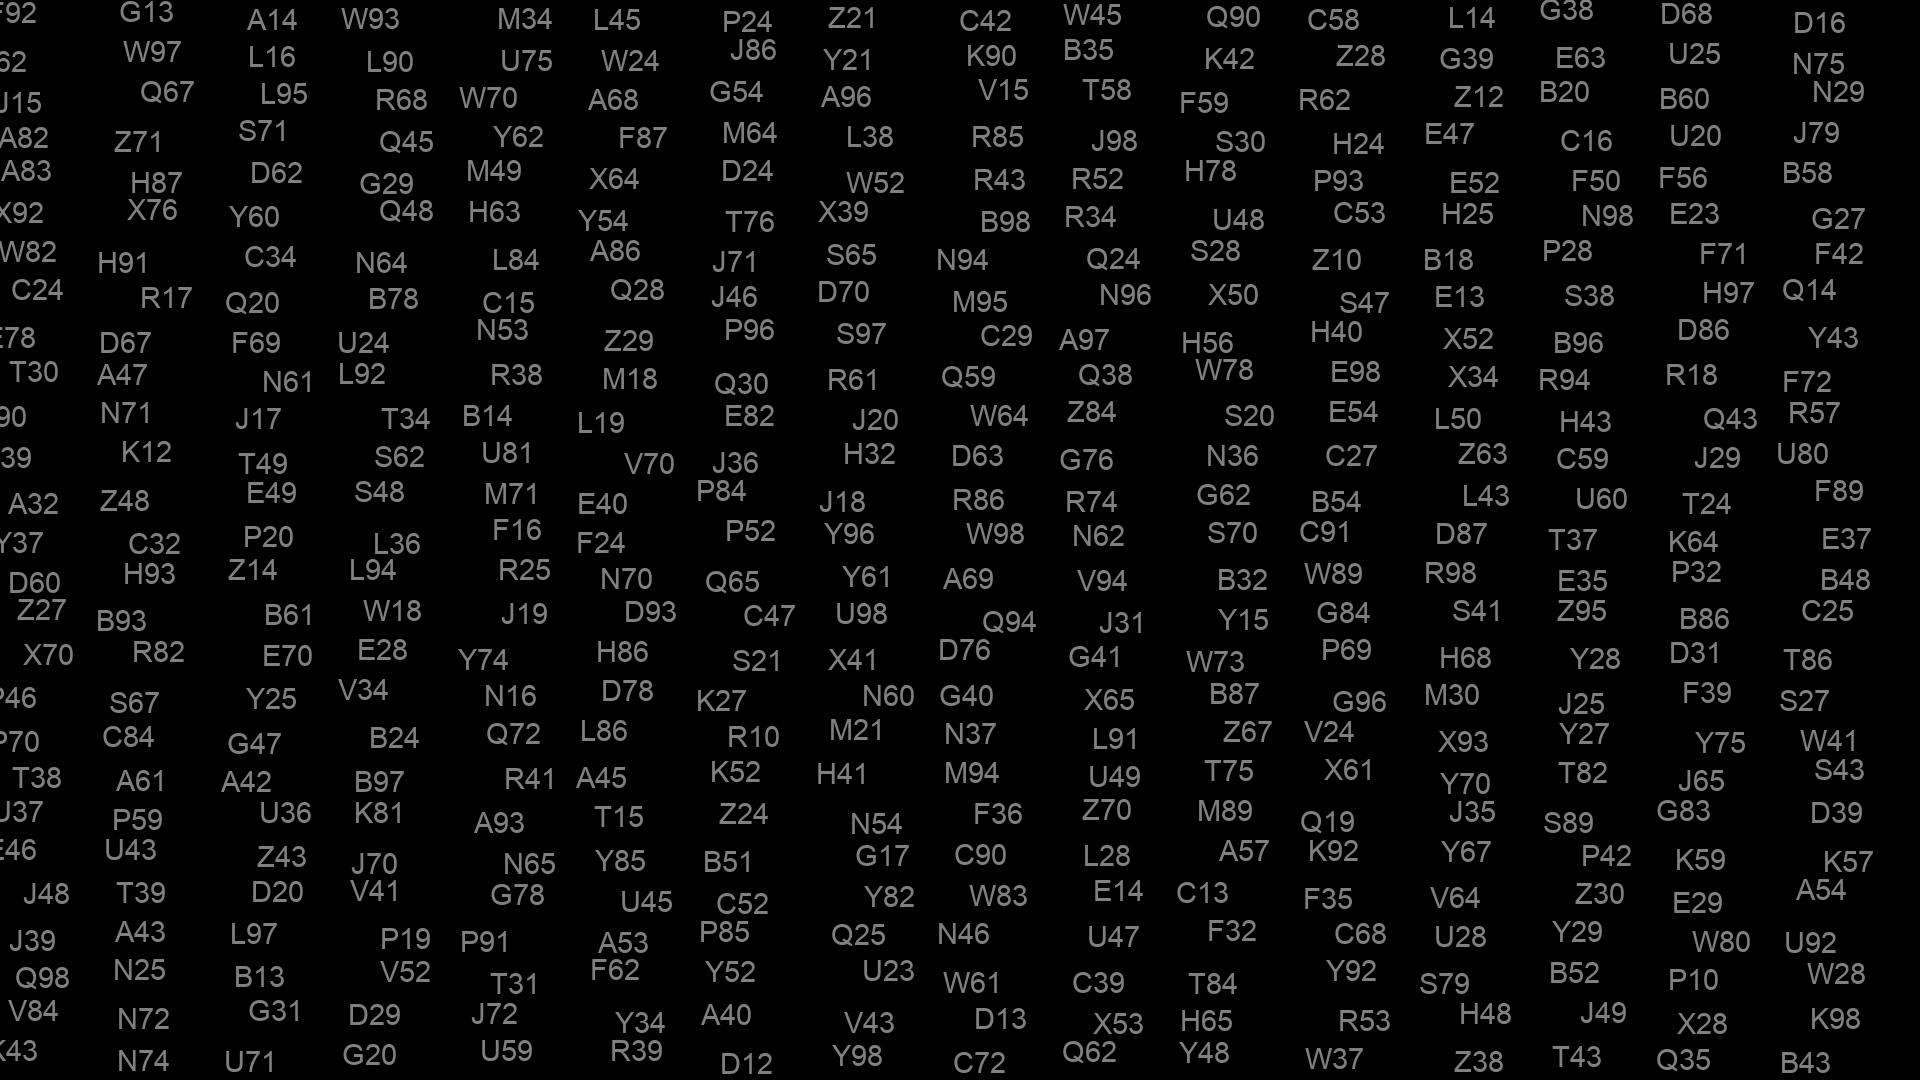 G13 A14 W93 M34 L45 P24 Z21 C42 W45 Q90 C58 L14 G38 D68 D16
W97 L16 L90 U75 W24 J86 Y21 K90 B35 K42 Z28 G39 E63 U25 N75
J15 Q67 L95 R68 W70 A68 G54 A96 V15 T58 F59 R62 Z12 B20 B60 N29
A82 Z71 S71 Q45 Y62 F87 M64 L38 R85 J98 S30 H24 E47 C16 U20 J79
A83 H87 D62 G29 M49 X64 D24 W52 R43 R52 H78 P93 E52 F50 F56 B58
X92 X76 Y60 Q48 H63 Y54 T76 X39 B98 R34 U48 C53 H25 N98 E23 G27
W82 H91 C34 N64 L84 A86 J71 S65 N94 Q24 S28 Z10 B18 P28 F71 F42
C24 R17 Q20 B78 C15 Q28 J46 D70 M95 N96 X50 S47 E13 S38 H97 Q14
E78 D67 F69 U24 N53 Z29 P96 S97 C29 A97 H56 H40 X52 B96 D86 Y43
T30 A47 N61 L92 R38 M18 Q30 R61 Q59 Q38 W78 E98 X34 R94 R18 F72
90 N71 J17 T34 B14 L19 E82 J20 W64 Z84 S20 E54 L50 H43 Q43 R57
39 K12 T49 S62 U81 V70 J36 H32 D63 G76 N36 C27 Z63 C59 J29 U80
A32 Z48 E49 S48 M71 E40 P84 J18 R86 R74 G62 B54 L43 U60 T24 F89
Y37 C32 P20 L36 F16 F24 P52 Y96 W98 N62 S70 C91 D87 T37 K64 E37
D60 H93 Z14 L94 R25 N70 Q65 Y61 A69 V94 B32 W89 R98 E35 P32 B48
Z27 B93 B61 W18 J19 D93 C47 U98 Q94 J31 Y15 G84 S41 Z95 B86 C25
X70 R82 E70 E28 Y74 H86 S21 X41 D76 G41 W73 P69 H68 Y28 D31 T86
P46 S67 Y25 V34 N16 D78 K27 N60 G40 X65 B87 G96 M30 J25 F39 S27
P70 C84 G47 B24 Q72 L86 R10 M21 N37 L91 Z67 V24 X93 Y27 Y75 W41
T38 A61 A42 B97 R41 A45 K52 H41 M94 U49 T75 X61 Y70 T82 J65 S43
U37 P59 U36 K81 A93 T15 Z24 N54 F36 Z70 M89 Q19 J35 S89 G83 D39
E46 U43 Z43 J70 N65 Y85 B51 G17 C90 L28 A57 K92 Y67 P42 K59 K57
J48 T39 D20 V41 G78 U45 C52 Y82 W83 E14 C13 F35 V64 Z30 E29 A54
J39 A43 L97 P19 P91 A53 P85 Q25 N46 U47 F32 C68 U28 Y29 W80 U92
Q98 N25 B13 V52 T31 F62 Y52 U23 W61 C39 T84 Y92 S79 B52 P10 W28
V84 N72 G31 D29 J72 Y34 A40 V43 D13 X53 H65 R53 H48 J49 X28 K98
K43 N74 U71 G20 U59 R39 D12 Y98 C72 Q62 Y48 W37 Z38 T43 Q35 B43